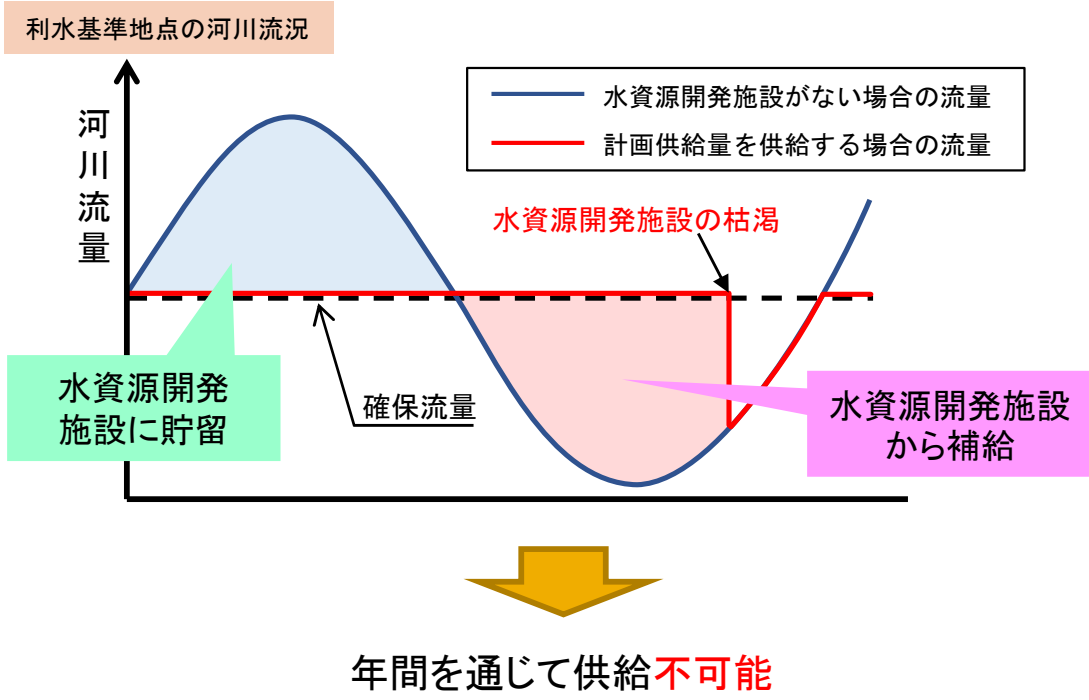 利水基準地点の河川流況
河川流量
水資源開発施設がない場合の流量
計画供給量を供給する場合の流量
水資源開発施設の枯渇
確保流量
水資源開発
施設に貯留
水資源開発施設
から補給
年間を通じて供給不可能